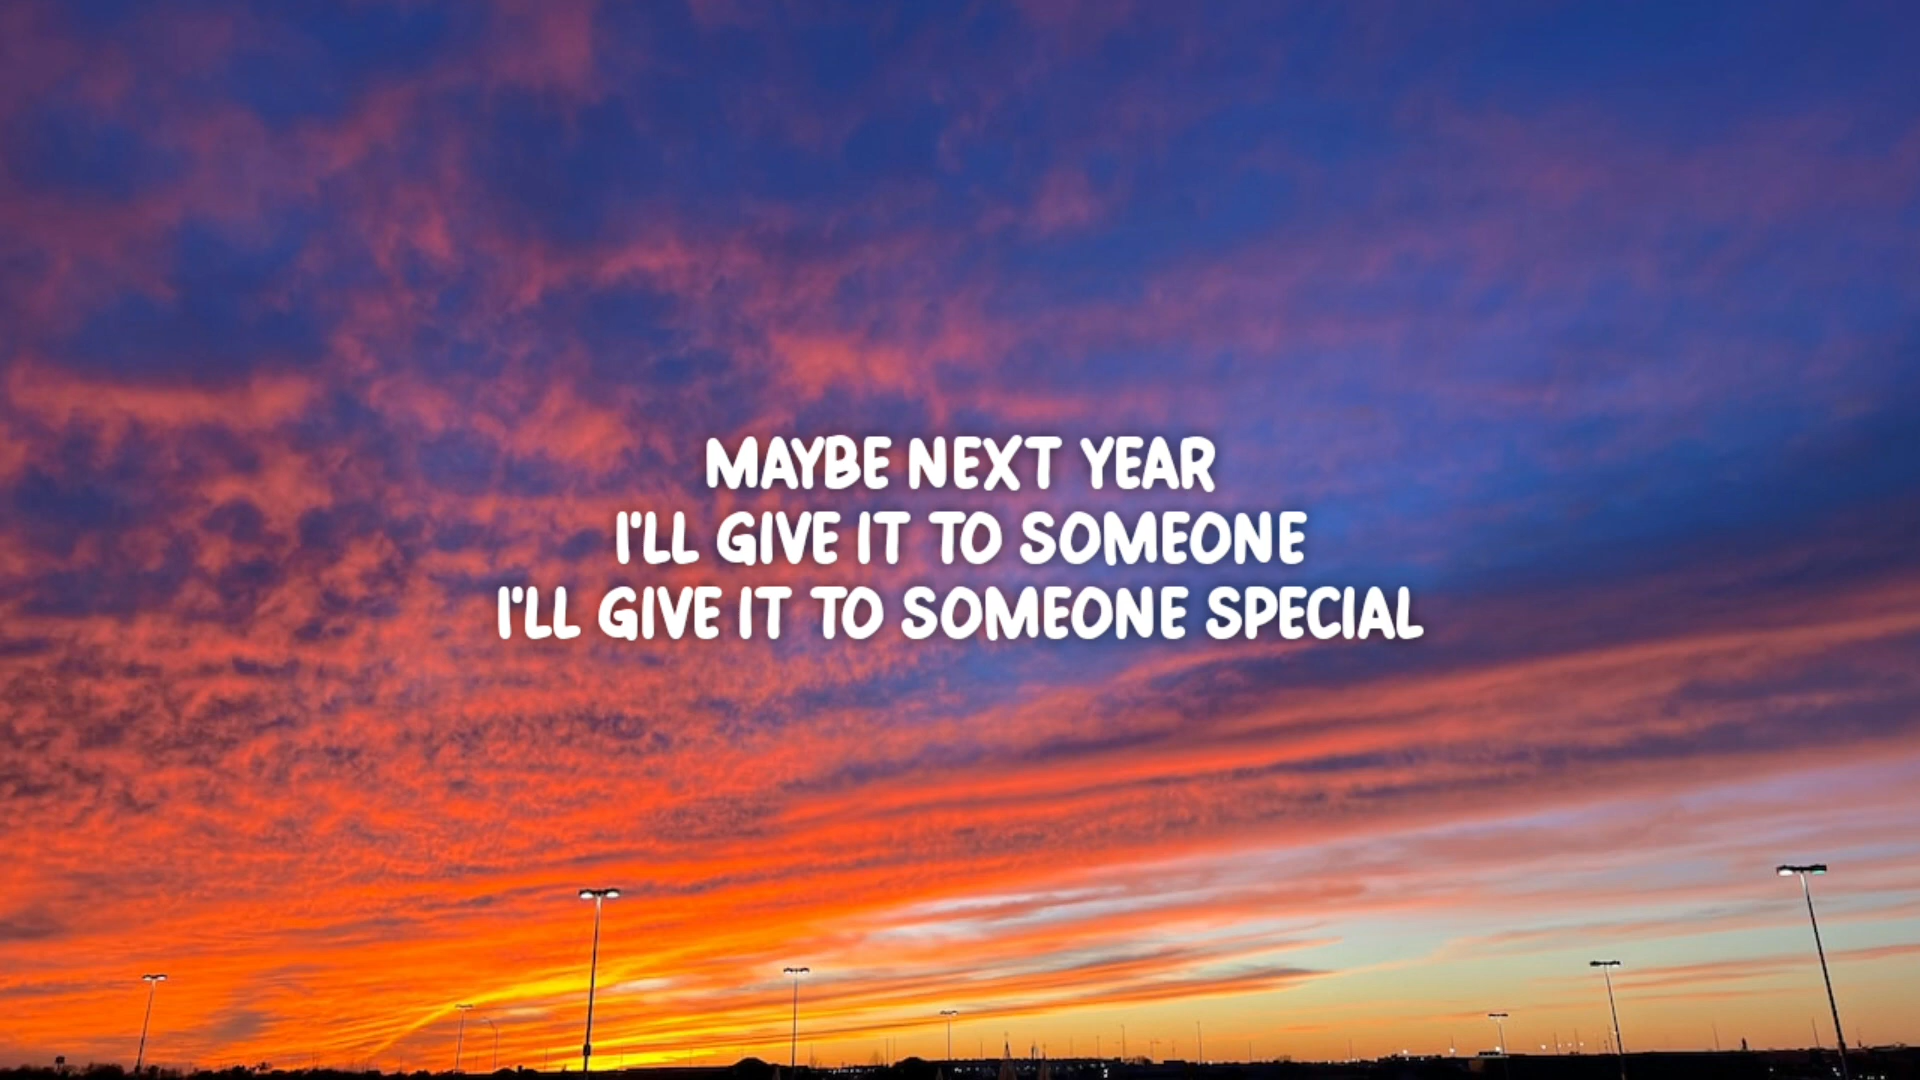 MAYBE NEXT YEAR
I'LL GIVE IT TO SOMEONE
I'LL GIVE IT TO SOMEONE SPECIAL